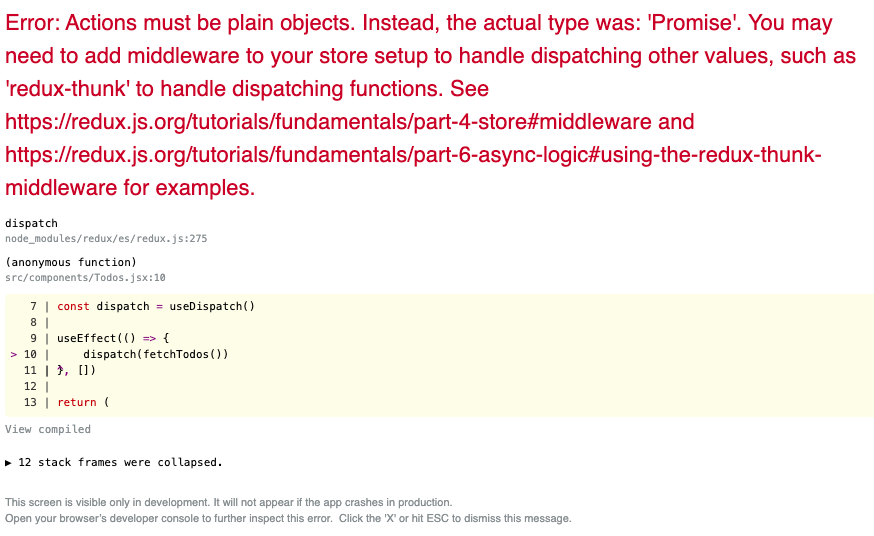 Error: Actions must be plain objects. Instead, the actual type was: 'Promise'. You may
need to add middleware to your store setup to handle dispatching other values, such as
'redux-thunk' to handle dispatching functions. See
https://redux.js.org/tutorials/fundamentals/part-4-store#middleware and
https://redux.js.org/tutorials/fundamentals/part-6-async-logic#using-the-redux-thunk-
middleware for examples.
dispatch
node_modules/redux/es/redux.js:275
(anonymous function)
src/components/Todos.jsx:10
7 | const dispatch = useDispatch()
8 |
9 | useEffect(() => {
> 10 |     dispatch(fetchTodos())
11 | }, [])
12 |
13 | return (
View compiled
▶ 12 stack frames were collapsed.
This screen is visible only in development. It will not appear if the app crashes in production.
Open your browser's developer console to further inspect this error.  Click the 'X' or hit ESC to dismiss this message.